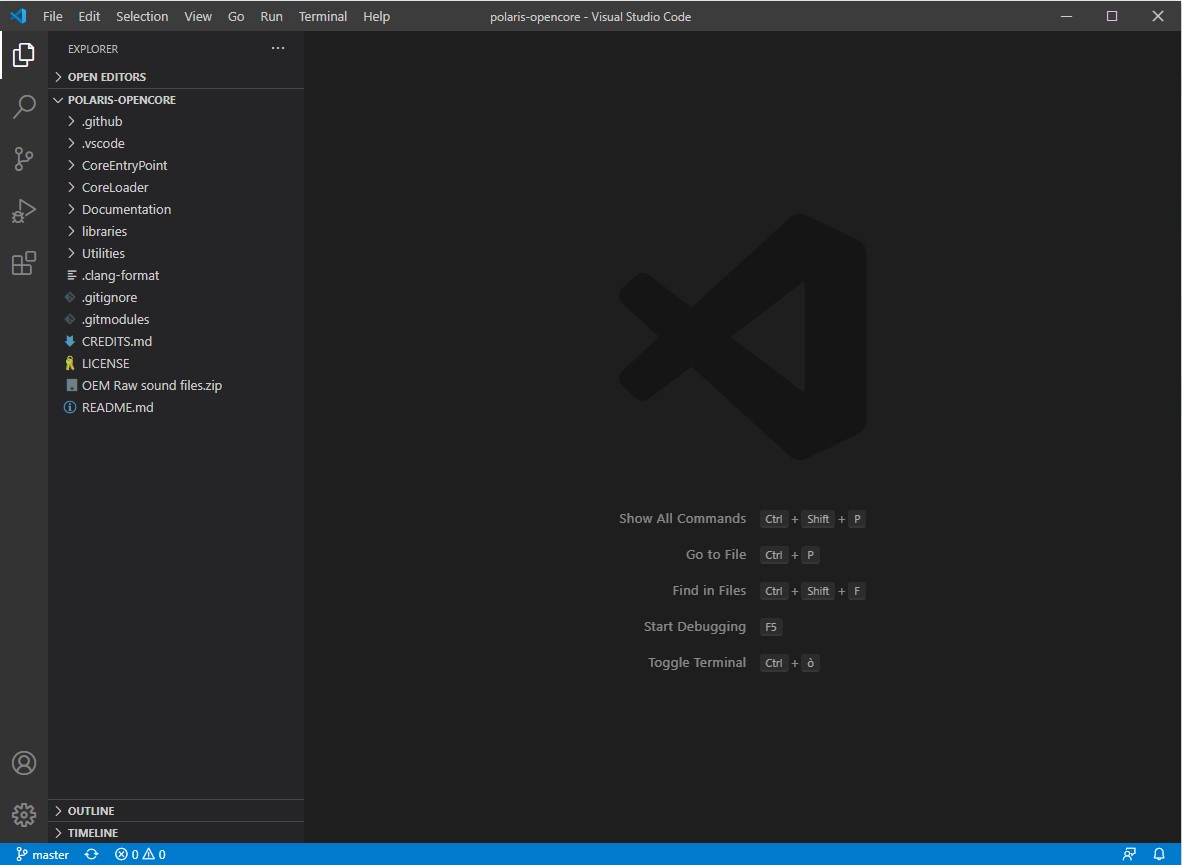 File Edit Selection View Go Run Terminal Help polaris-opencore - Visual Studio Code
EXPLORER
OPEN EDITORS
POLARIS-OPENCORE
.github
.vscode
CoreEntryPoint
CoreLoader
Documentation
libraries
Utilities
.clang-format
.gitignore
.gitmodules
CREDITS.md
LICENSE
OEM Raw sound files.zip
README.md
Show All Commands Ctrl + Shift + P
Go to File Ctrl + P
Find in Files Ctrl + Shift + F
Start Debugging F5
Toggle Terminal Ctrl + ò
OUTLINE
TIMELINE
master 0 0